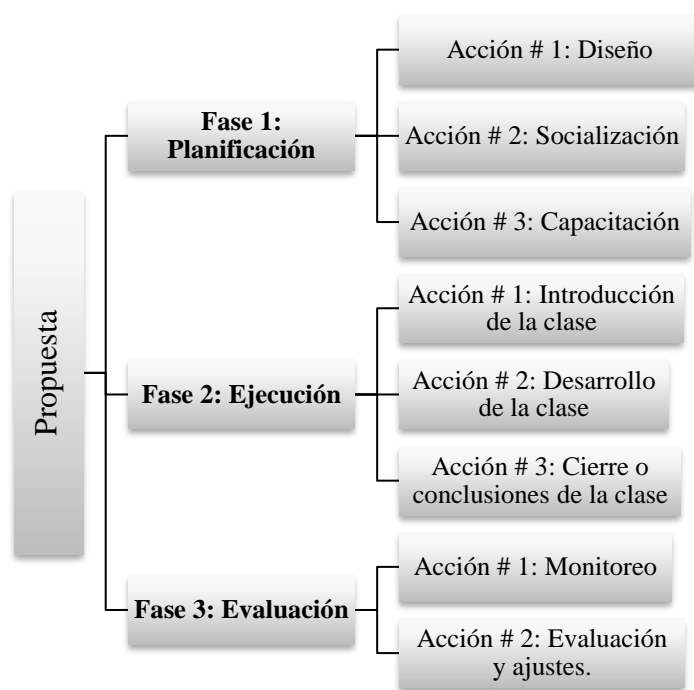 Propuesta
Fase 1:
Planificación
Acción # 1: Diseño
Acción # 2: Socialización
Acción # 3: Capacitación
Fase 2: Ejecución
Acción # 1: Introducción
de la clase
Acción # 2: Desarrollo
de la clase
Acción # 3: Cierre o
conclusiones de la clase
Fase 3: Evaluación
Acción # 1: Monitoreo
Acción # 2: Evaluación
y ajustes.